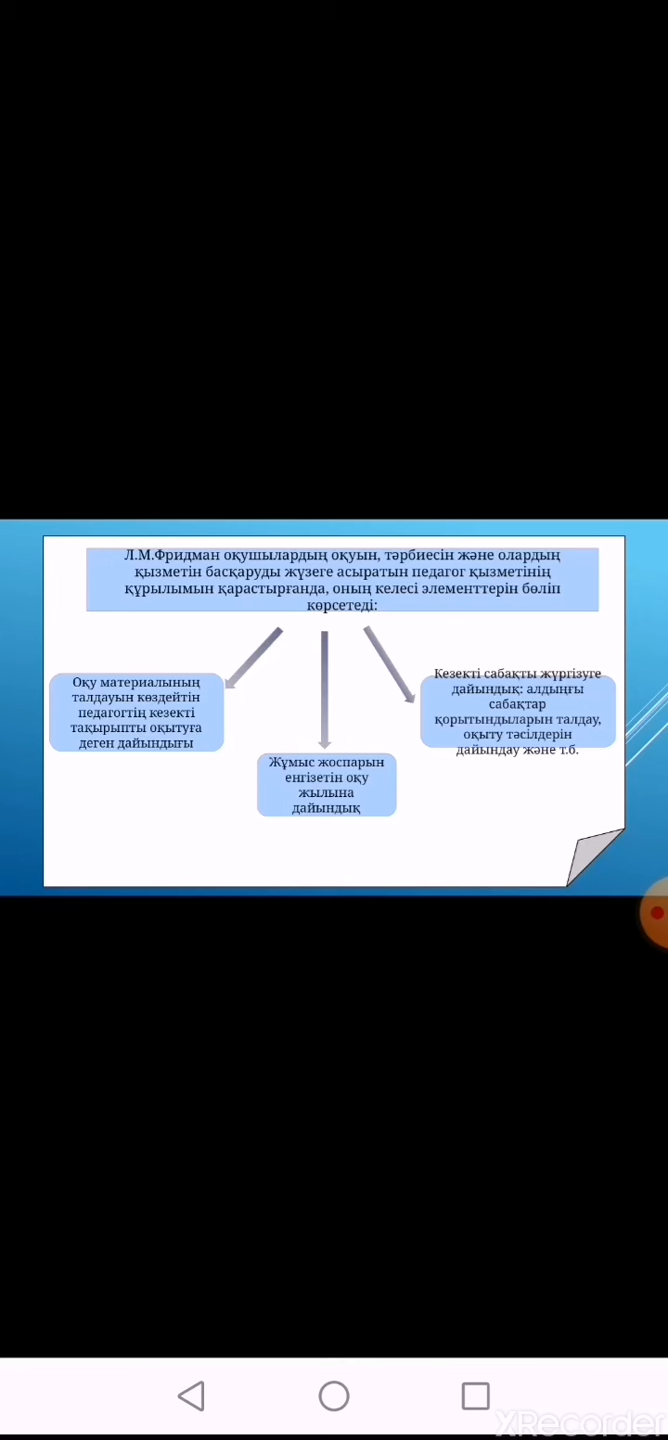 Л.М.Фридман оқушылардың оқуын, тәрбиесін және олардың
қызметін басқаруды жүзеге асыратын педагог қызметінің
құрылымын қарастырғанда, оның келесі элементтерін бөліп
көрсетеді:
Оқу материалының
талдауын көздейтін
педагогтің кезекті
тақырыпты оқытуға
деген дайындығы
Жұмыс жоспарын
енгізетін оқу
жылына
дайындық
Кезекті сабақты жүргізуге
дайындық: алдыңғы
сабақтар
қорытындыларын талдау,
оқыту тәсілдерін
дайындау және т.б.
XRecorder